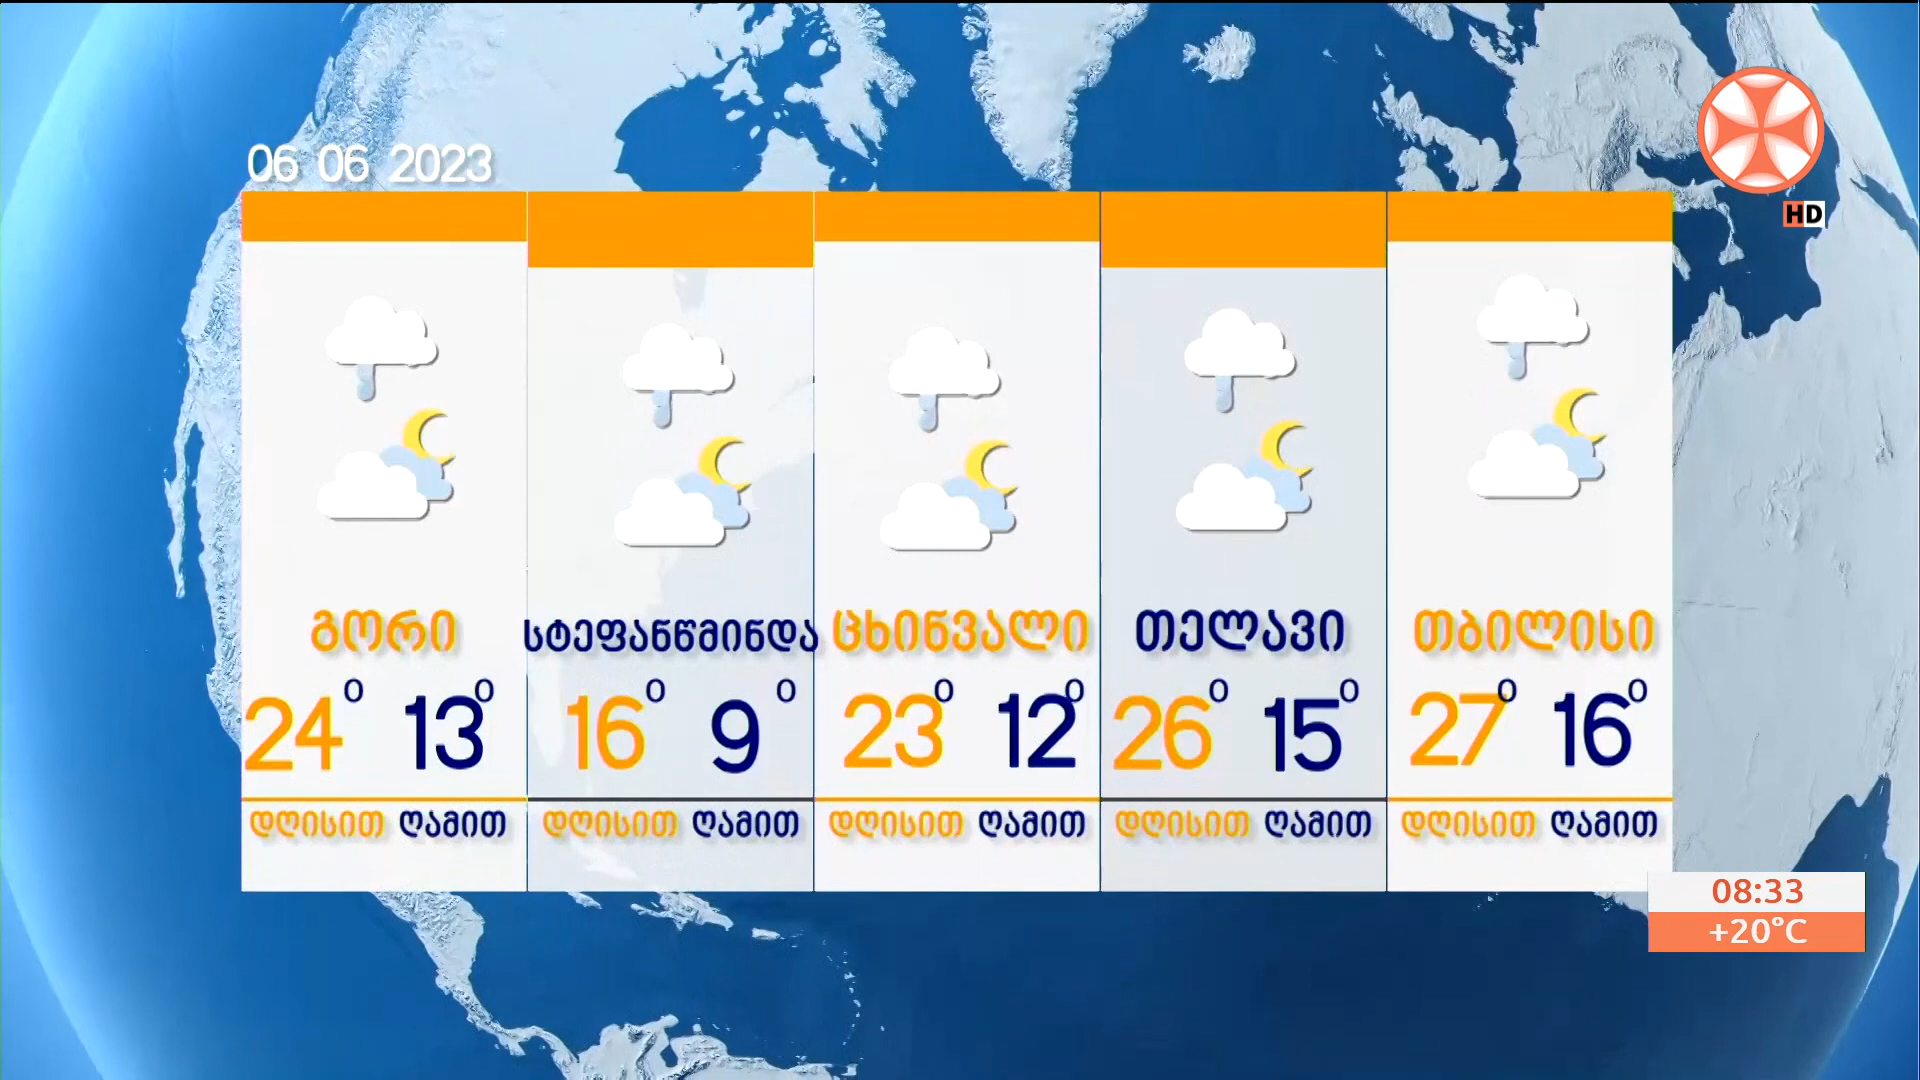 06 06 2023
HD
გორი
24° 13°
დღისით ღამით
სტეფანწმინდა
16° 9°
დღისით ღამით
ცხინვალი
23° 12°
დღისით ღამით
თელავი
26° 15°
დღისით ღამით
თბილისი
27° 16°
დღისით ღამით
08:33
+20°C